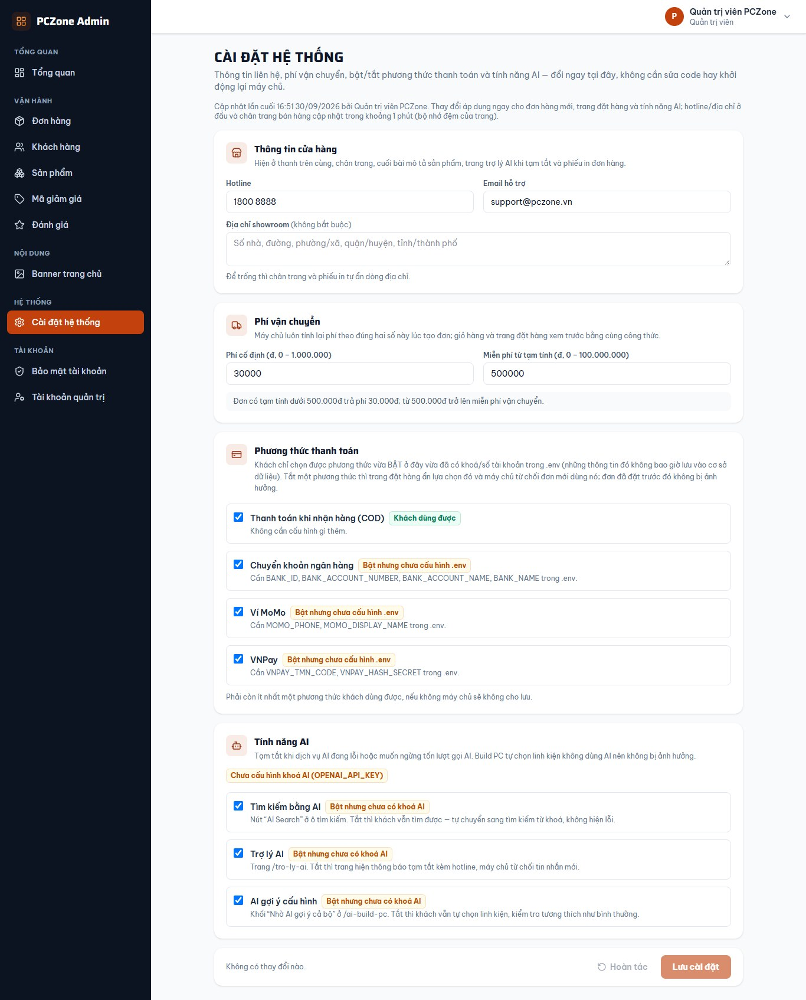 PCZone Admin
TỔNG QUAN
Tổng quan
VẬN HÀNH
Đơn hàng
Khách hàng
Sản phẩm
Mã giảm giá
Đánh giá
NỘI DUNG
Banner trang chủ
HỆ THỐNG
Cài đặt hệ thống
TÀI KHOẢN
Bảo mật tài khoản
Tài khoản quản trị
P
Quản trị viên PCZone
Quản trị viên
CÀI ĐẶT HỆ THỐNG
Thông tin liên hệ, phí vận chuyển, bật/tắt phương thức thanh toán và tính năng AI — đổi ngay tại đây, không cần sửa code hay khởi
động lại máy chủ.
Cập nhật lần cuối 16:51 30/09/2026 bởi Quản trị viên PCZone. Thay đổi áp dụng ngay cho đơn hàng mới, trang đặt hàng và tính năng AI; hotline/địa chỉ ở
đầu và chân trang bán hàng cập nhật trong khoảng 1 phút (bộ nhớ đệm của trang).
Thông tin cửa hàng
Hiện ở thanh trên cùng, chân trang, cuối bài mô tả sản phẩm, trang trợ lý AI khi tạm tắt và phiếu in đơn hàng.
Hotline
1800 8888
Email hỗ trợ
support@pczone.vn
Địa chỉ showroom (không bắt buộc)
Số nhà, đường, phường/xã, quận/huyện, tỉnh/thành phố
Để trống thì chân trang và phiếu in tự ẩn dòng địa chỉ.
Phí vận chuyển
Máy chủ luôn tính lại phí theo đúng hai số này lúc tạo đơn; giỏ hàng và trang đặt hàng xem trước bằng cùng công thức.
Phí cố định (đ, 0 – 1.000.000)
30000
Miễn phí từ tạm tính (đ, 0 – 100.000.000)
500000
Đơn có tạm tính dưới 500.000đ trả phí 30.000đ; từ 500.000đ trở lên miễn phí vận chuyển.
Phương thức thanh toán
Khách chỉ chọn được phương thức vừa BẬT ở đây vừa đã có khoá/số tài khoản trong .env (những thông tin đó không bao giờ lưu vào cơ sở
dữ liệu). Tắt một phương thức thì trang đặt hàng ẩn lựa chọn đó và máy chủ từ chối đơn mới dùng nó; đơn đã đặt trước đó không bị ảnh
hưởng.
Thanh toán khi nhận hàng (COD) Khách dùng được
Không cần cấu hình gì thêm.
Chuyển khoản ngân hàng Bật nhưng chưa cấu hình .env
Cần BANK_ID, BANK_ACCOUNT_NUMBER, BANK_ACCOUNT_NAME, BANK_NAME trong .env.
Ví MoMo Bật nhưng chưa cấu hình .env
Cần MOMO_PHONE, MOMO_DISPLAY_NAME trong .env.
VNPay Bật nhưng chưa cấu hình .env
Cần VNPAY_TMN_CODE, VNPAY_HASH_SECRET trong .env.
Phải còn ít nhất một phương thức khách dùng được, nếu không máy chủ sẽ không cho lưu.
Tính năng AI
Tạm tắt khi dịch vụ AI đang lỗi hoặc muốn ngừng tốn lượt gọi AI. Build PC tự chọn linh kiện không dùng AI nên không bị ảnh hưởng.
Chưa cấu hình khoá AI (OPENAI_API_KEY)
Tìm kiếm bằng AI Bật nhưng chưa có khoá AI
Nút “AI Search” ở ô tìm kiếm. Tắt thì khách vẫn tìm được — tự chuyển sang tìm kiếm từ khoá, không hiện lỗi.
Trợ lý AI Bật nhưng chưa có khoá AI
Trang /tro-ly-ai. Tắt thì trang hiện thông báo tạm tắt kèm hotline, máy chủ từ chối tin nhắn mới.
AI gợi ý cấu hình Bật nhưng chưa có khoá AI
Khối “Nhờ AI gợi ý cả bộ” ở /ai-build-pc. Tắt thì khách vẫn tự chọn linh kiện, kiểm tra tương thích như bình thường.
Không có thay đổi nào.
Hoàn tác
Lưu cài đặt